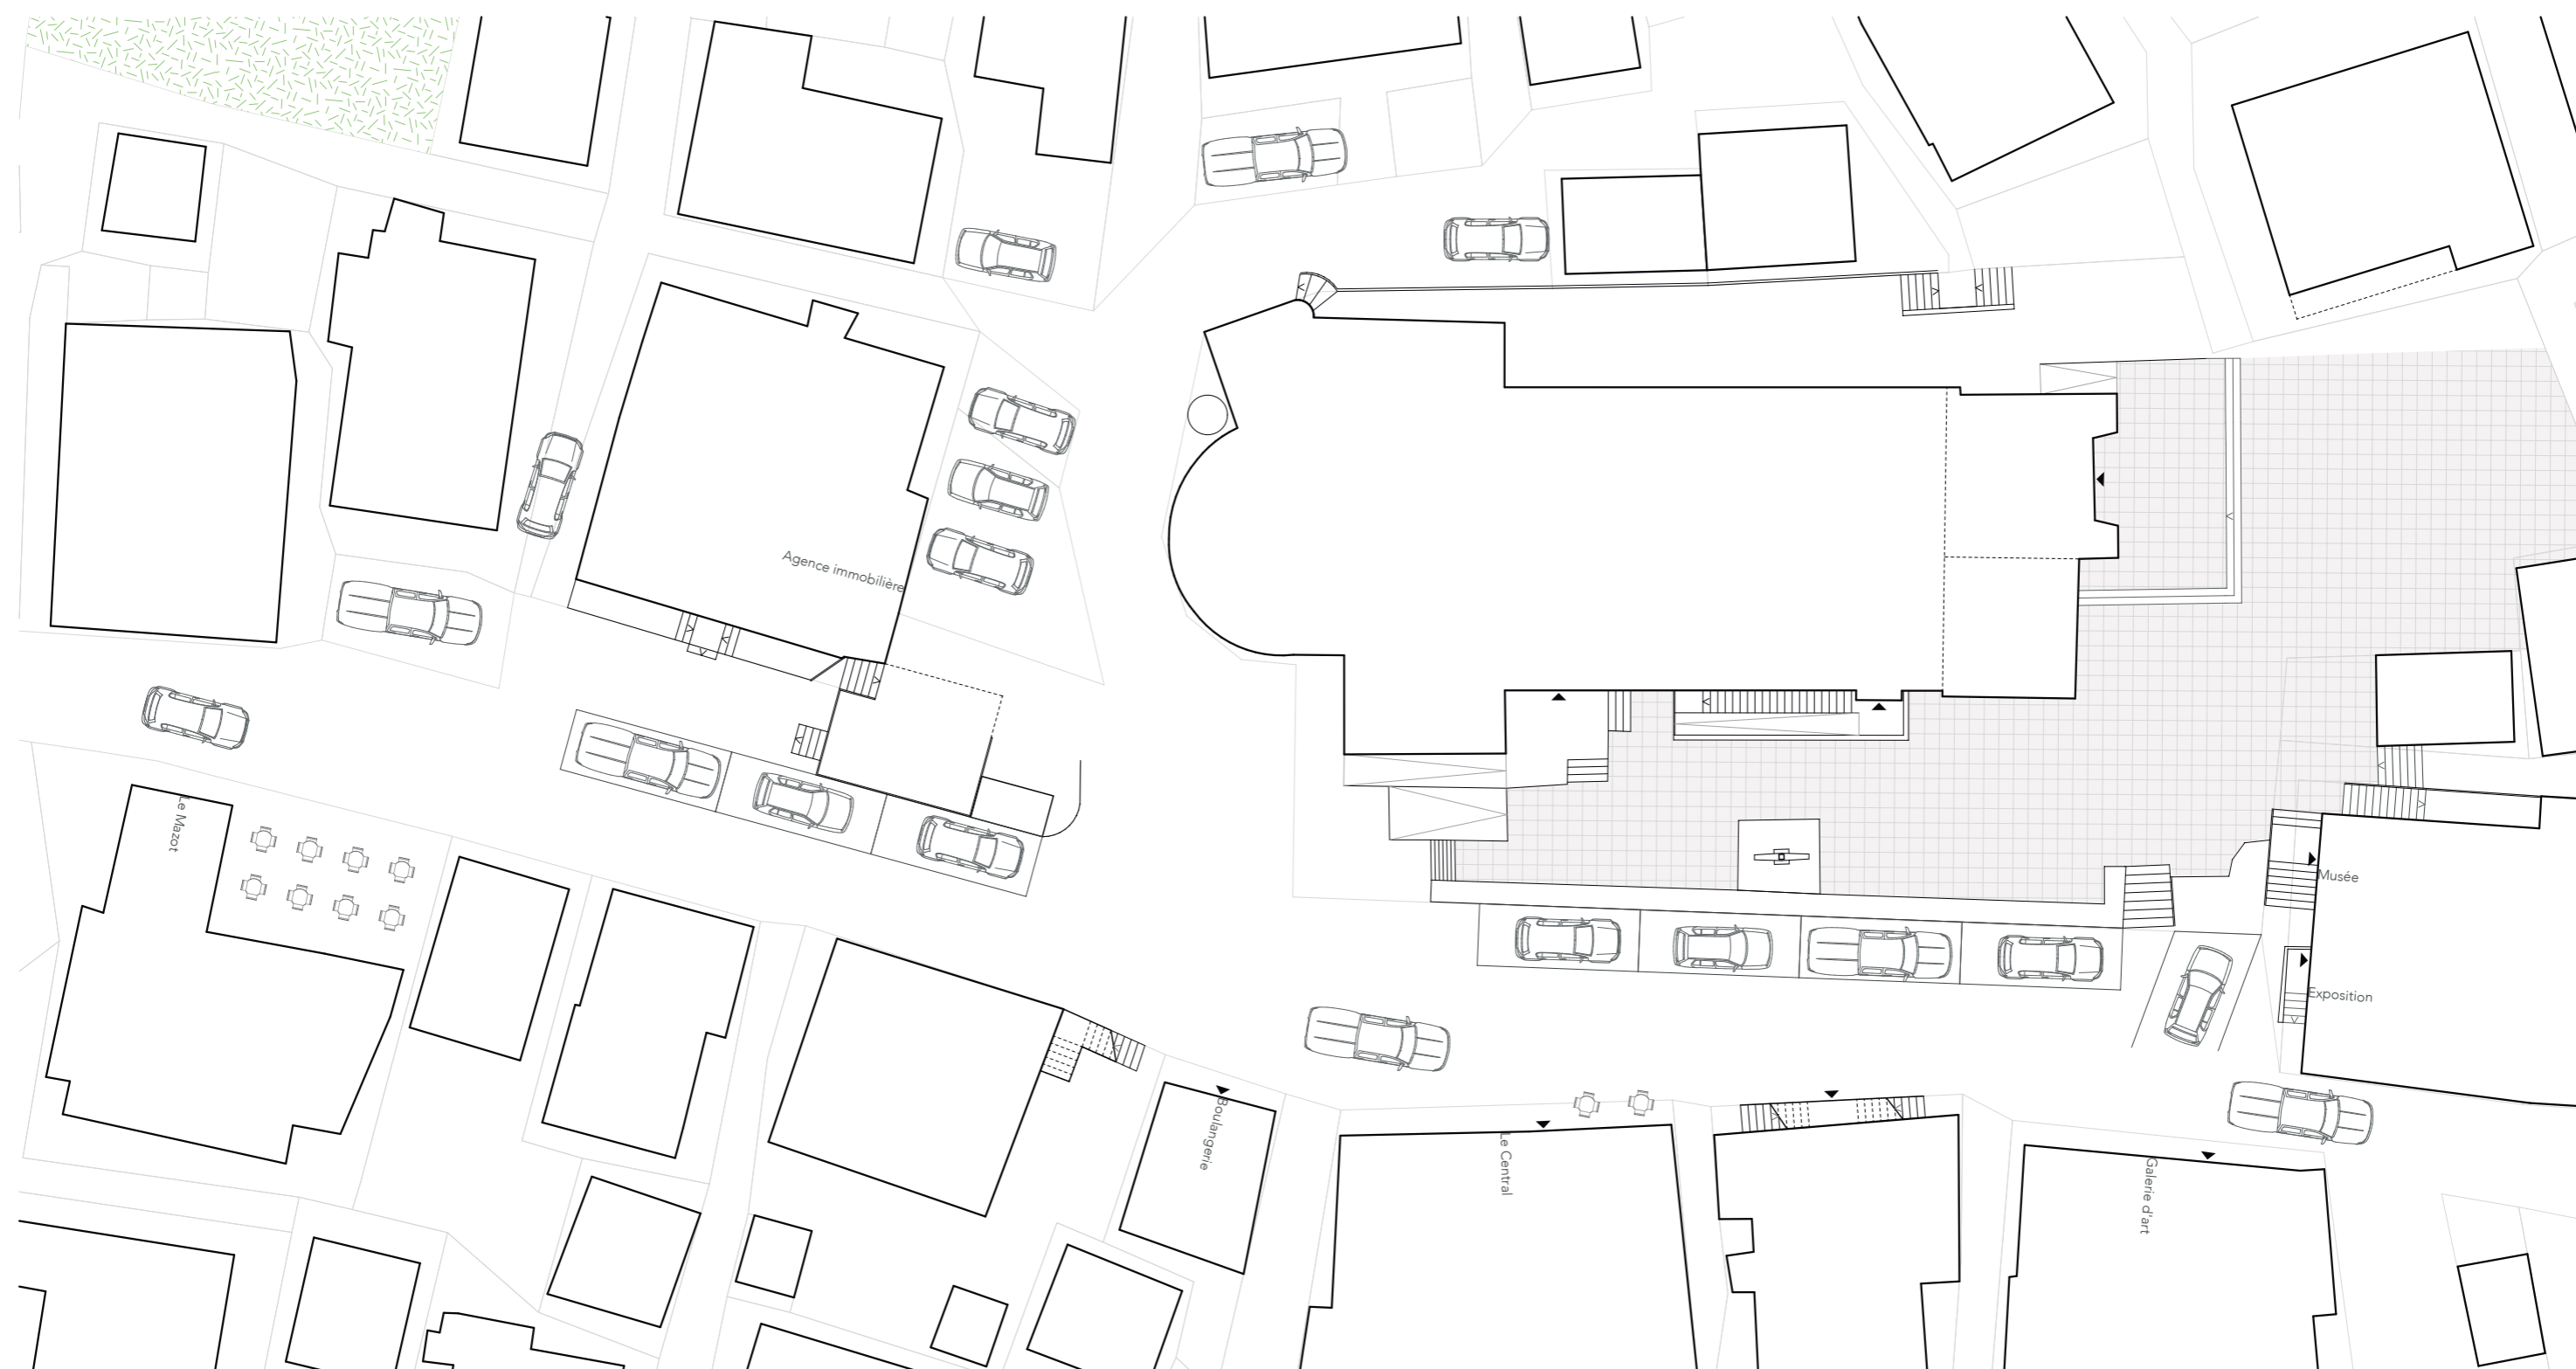 Agence immobilière
Le Mazot
Musée
Exposition
Boulangerie
Le Central
Galerie d'art